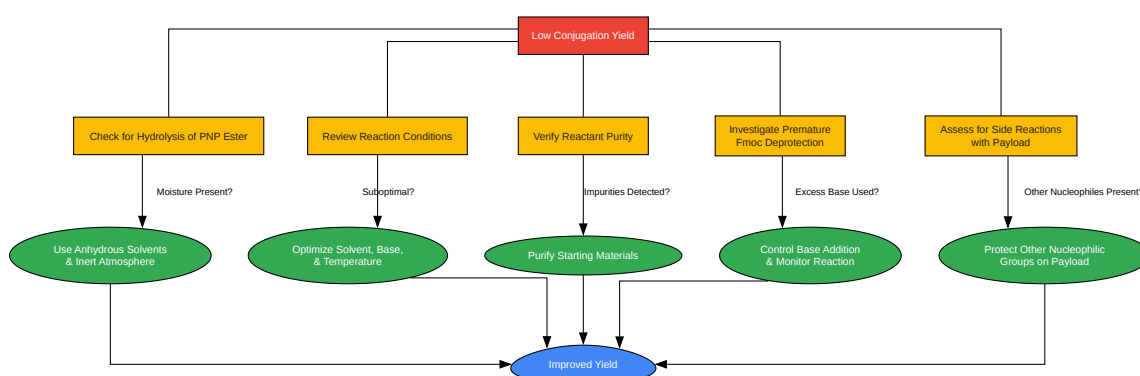 Low Conjugation Yield
Check for Hydrolysis of PNP Ester
Review Reaction Conditions
Verify Reactant Purity
Investigate Premature
Fmoc Deprotection
Assess for Side Reactions
with Payload
Moisture Present?
Suboptimal?
Impurities Detected?
Excess Base Used?
Other Nucleophiles Present?
Use Anhydrous Solvents
& Inert Atmosphere
Optimize Solvent, Base,
& Temperature
Purify Starting Materials
Control Base Addition
& Monitor Reaction
Protect Other Nucleophilic
Groups on Payload
Improved Yield